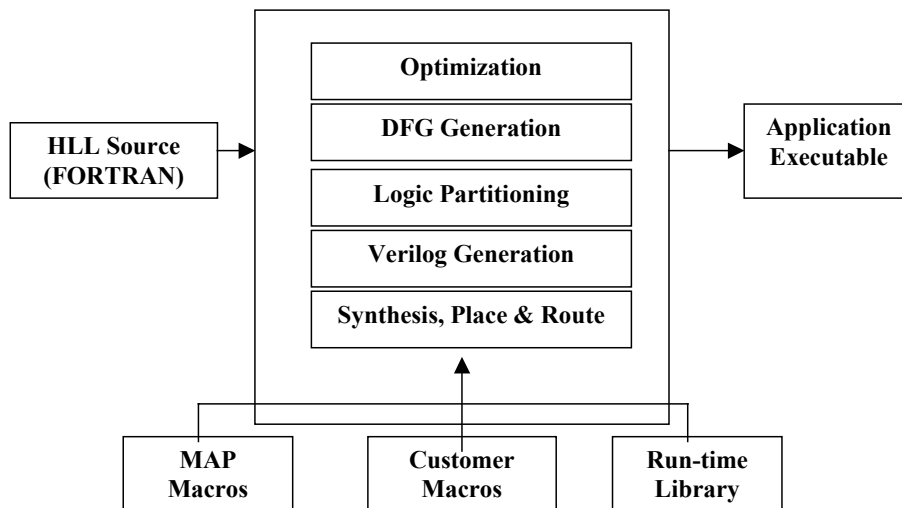 HLL Source
(FORTRAN)
Optimization
DFG Generation
Logic Partitioning
Verilog Generation
Synthesis, Place & Route
Application
Executable
MAP
Macros
Customer
Macros
Run-time
Library